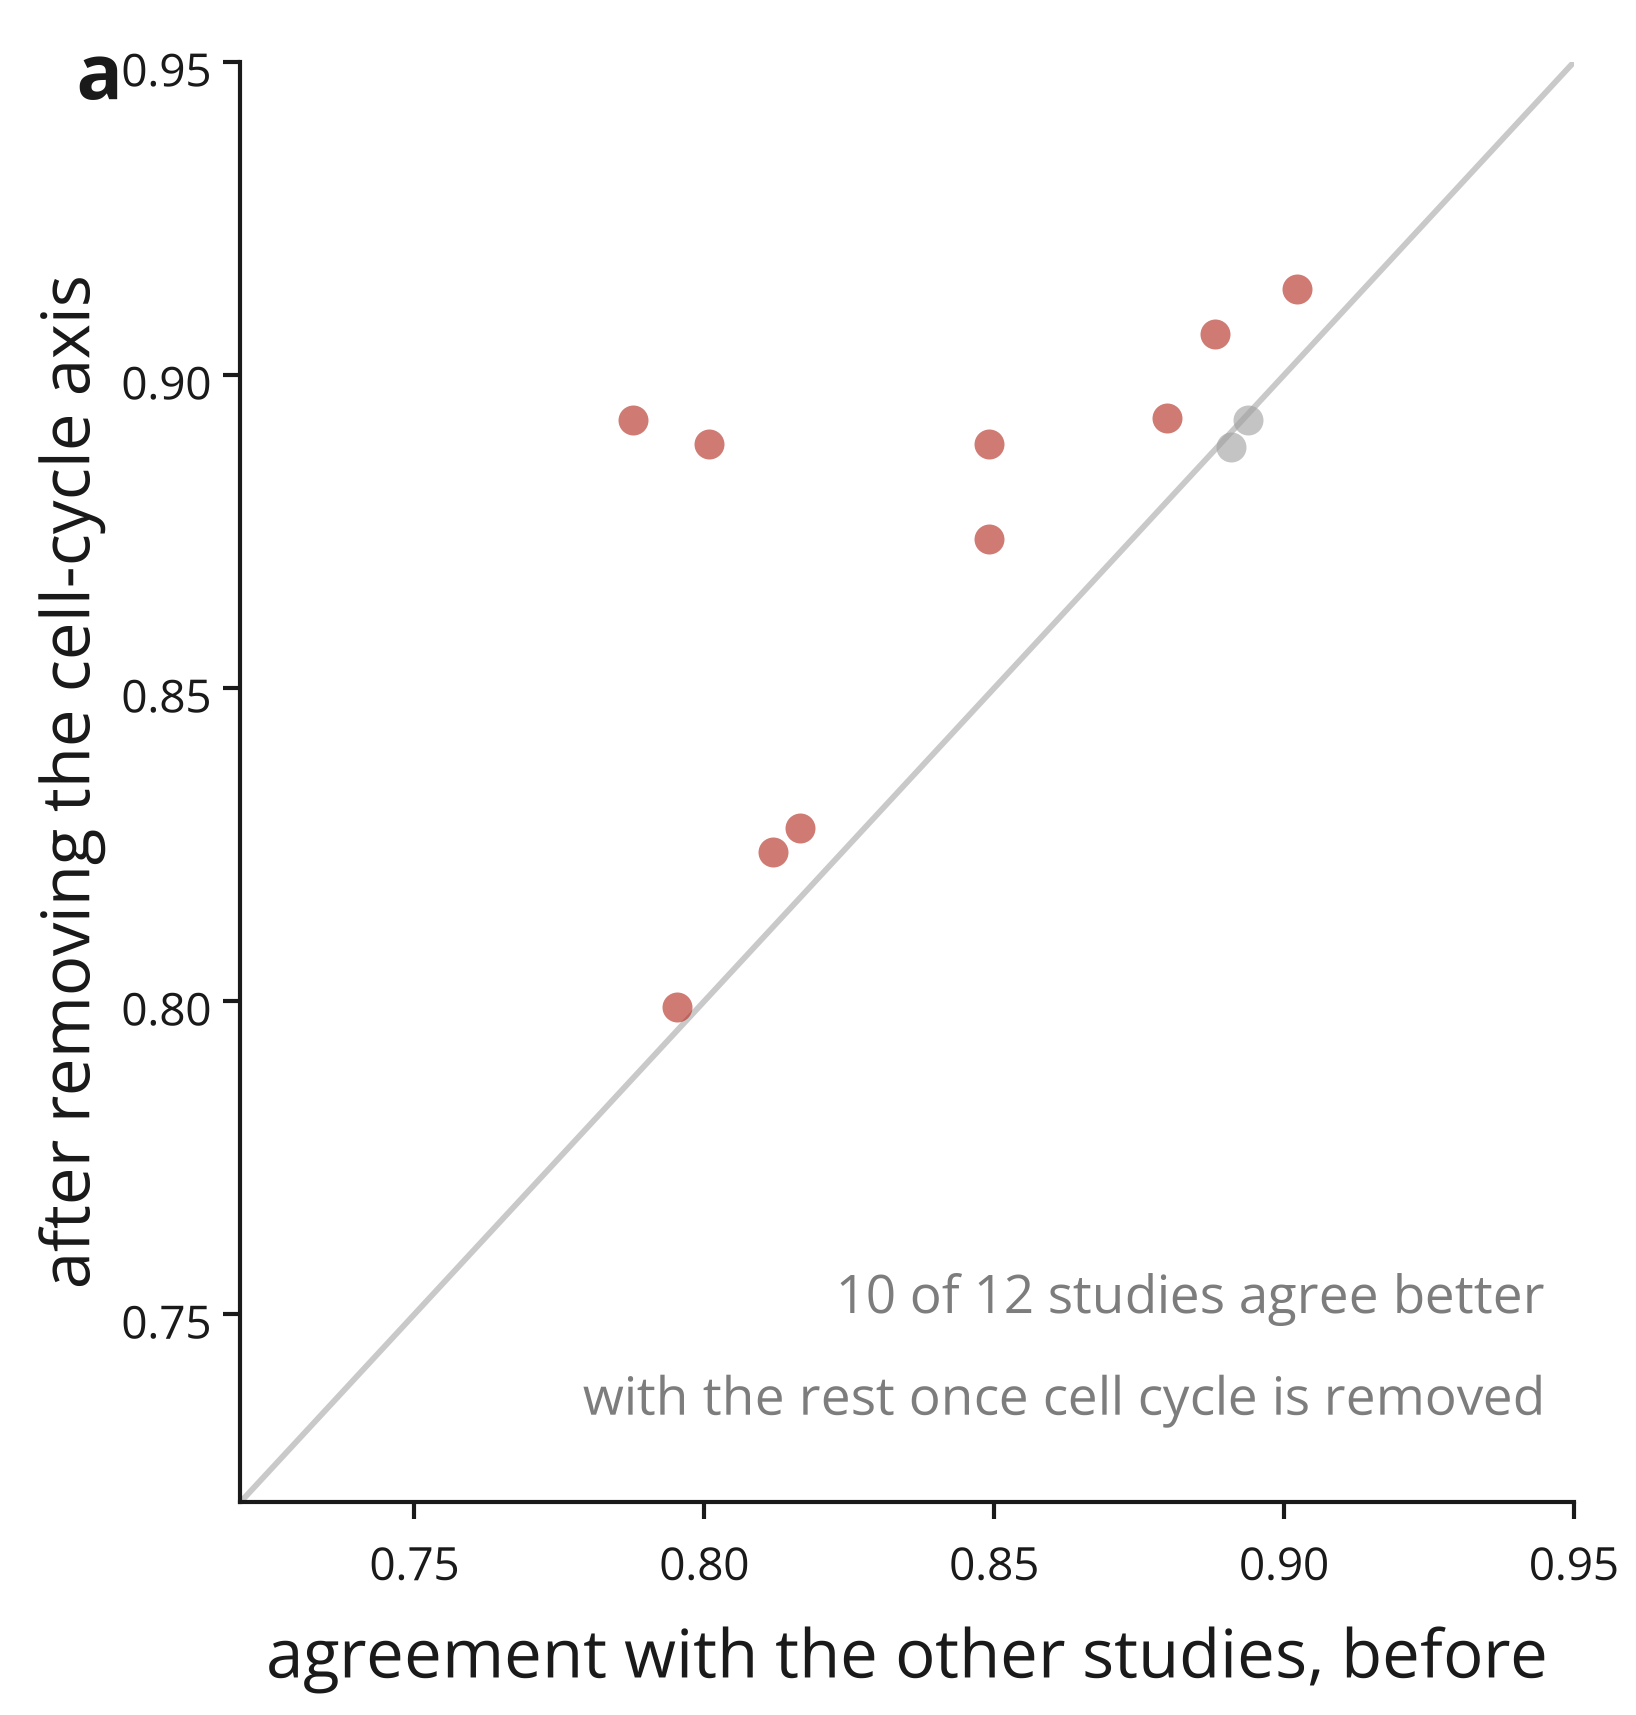 a
0.95
0.90
0.85
0.80
0.75
after removing the cell-cycle axis
10 of 12 studies agree better
with the rest once cell cycle is removed
0.75 0.80 0.85 0.90 0.95
agreement with the other studies, before